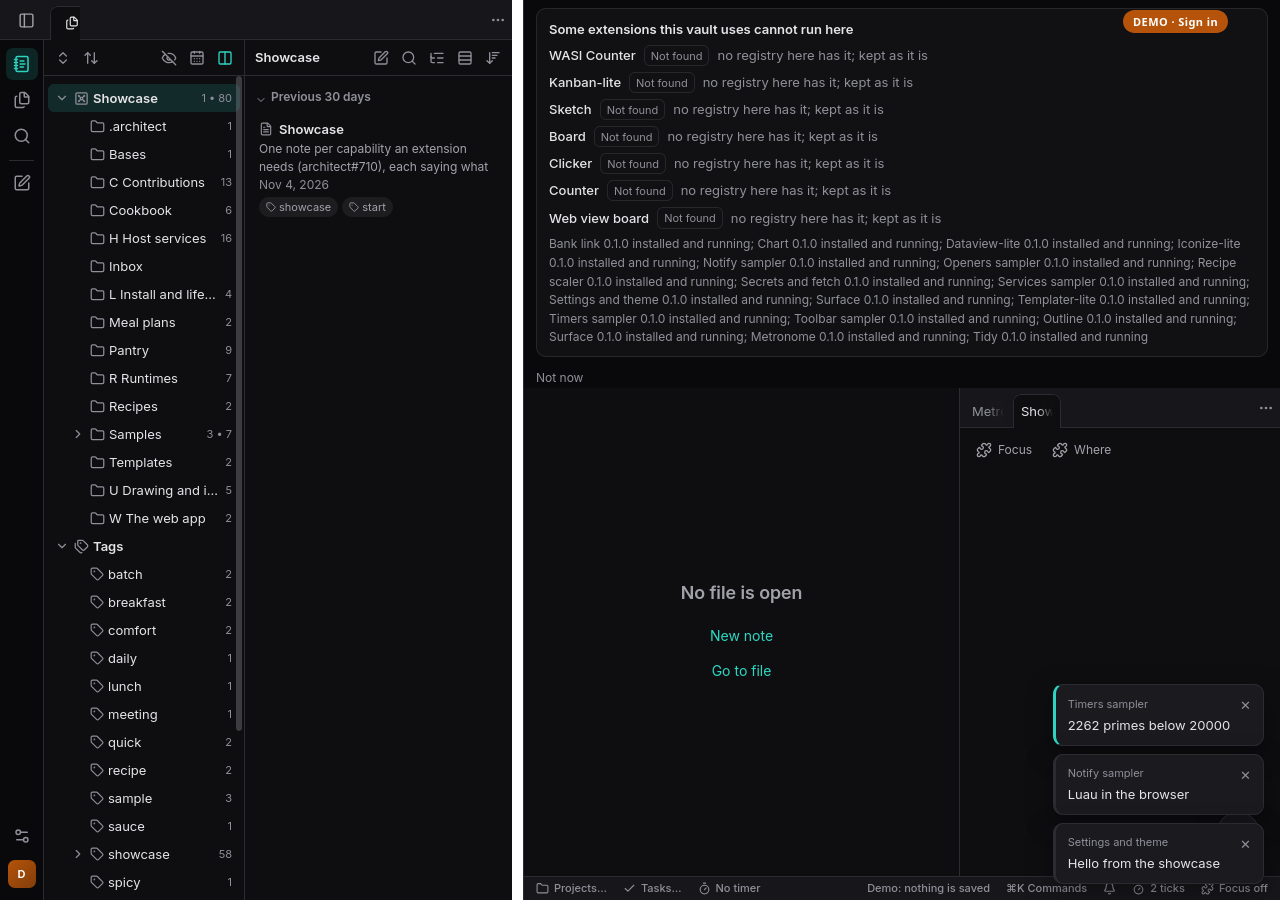 Showcase
1 • 80
.architect 1
Bases 1
C Contributions 13
Cookbook 6
H Host services 16
Inbox
L Install and life... 4
Meal plans 2
Pantry 9
R Runtimes 7
Recipes 2
Samples 3 • 7
Templates 2
U Drawing and i... 5
W The web app 2
Tags
batch 2
breakfast 2
comfort 2
daily 1
lunch 1
meeting 1
quick 2
recipe 2
sample 3
sauce 1
showcase 58
spicy 1
D
Showcase
Previous 30 days
Showcase
One note per capability an extension
needs (architect#710), each saying what
Nov 4, 2026
showcase start
DEMO · Sign in
Some extensions this vault uses cannot run here
WASI Counter Not found no registry here has it; kept as it is
Kanban-lite Not found no registry here has it; kept as it is
Sketch Not found no registry here has it; kept as it is
Board Not found no registry here has it; kept as it is
Clicker Not found no registry here has it; kept as it is
Counter Not found no registry here has it; kept as it is
Web view board Not found no registry here has it; kept as it is
Bank link 0.1.0 installed and running; Chart 0.1.0 installed and running; Dataview-lite 0.1.0 installed and running; Iconize-lite
0.1.0 installed and running; Notify sampler 0.1.0 installed and running; Openers sampler 0.1.0 installed and running; Recipe
scaler 0.1.0 installed and running; Secrets and fetch 0.1.0 installed and running; Services sampler 0.1.0 installed and running;
Settings and theme 0.1.0 installed and running; Surface 0.1.0 installed and running; Templater-lite 0.1.0 installed and running;
Timers sampler 0.1.0 installed and running; Toolbar sampler 0.1.0 installed and running; Outline 0.1.0 installed and running;
Surface 0.1.0 installed and running; Metronome 0.1.0 installed and running; Tidy 0.1.0 installed and running
Not now
No file is open
New note
Go to file
Metr Show
Focus Where
Timers sampler
2262 primes below 20000
Notify sampler
Luau in the browser
Settings and theme
Hello from the showcase
Projects... Tasks... No timer Demo: nothing is saved ⌘K Commands 2 ticks Focus off